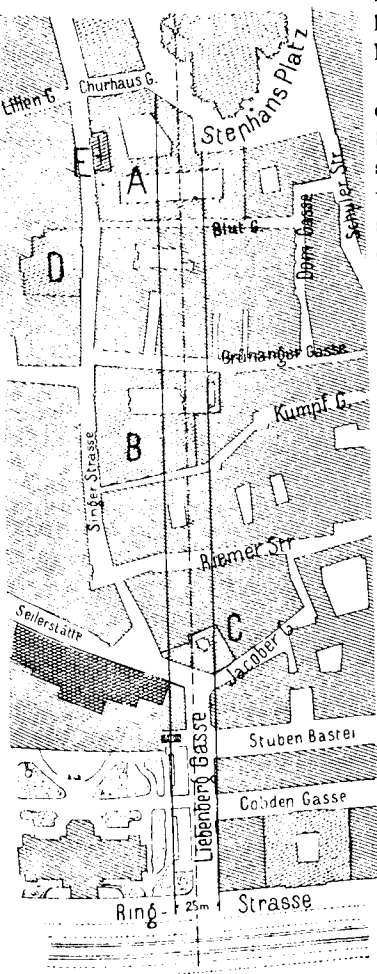 Lilien G.
Churhaus G.
Stephans Platz
E
A
Schuler Str
Blut G.
Dom Gasse
D
Grünanger Gasse
Kumpf G.
B
Singer Strasse
Riemer Str
Seilerstätte
C
Jacober G.
Liebenberg Gasse
Stuben Bastei
Cobden Gasse
Ring-
25m
Strasse